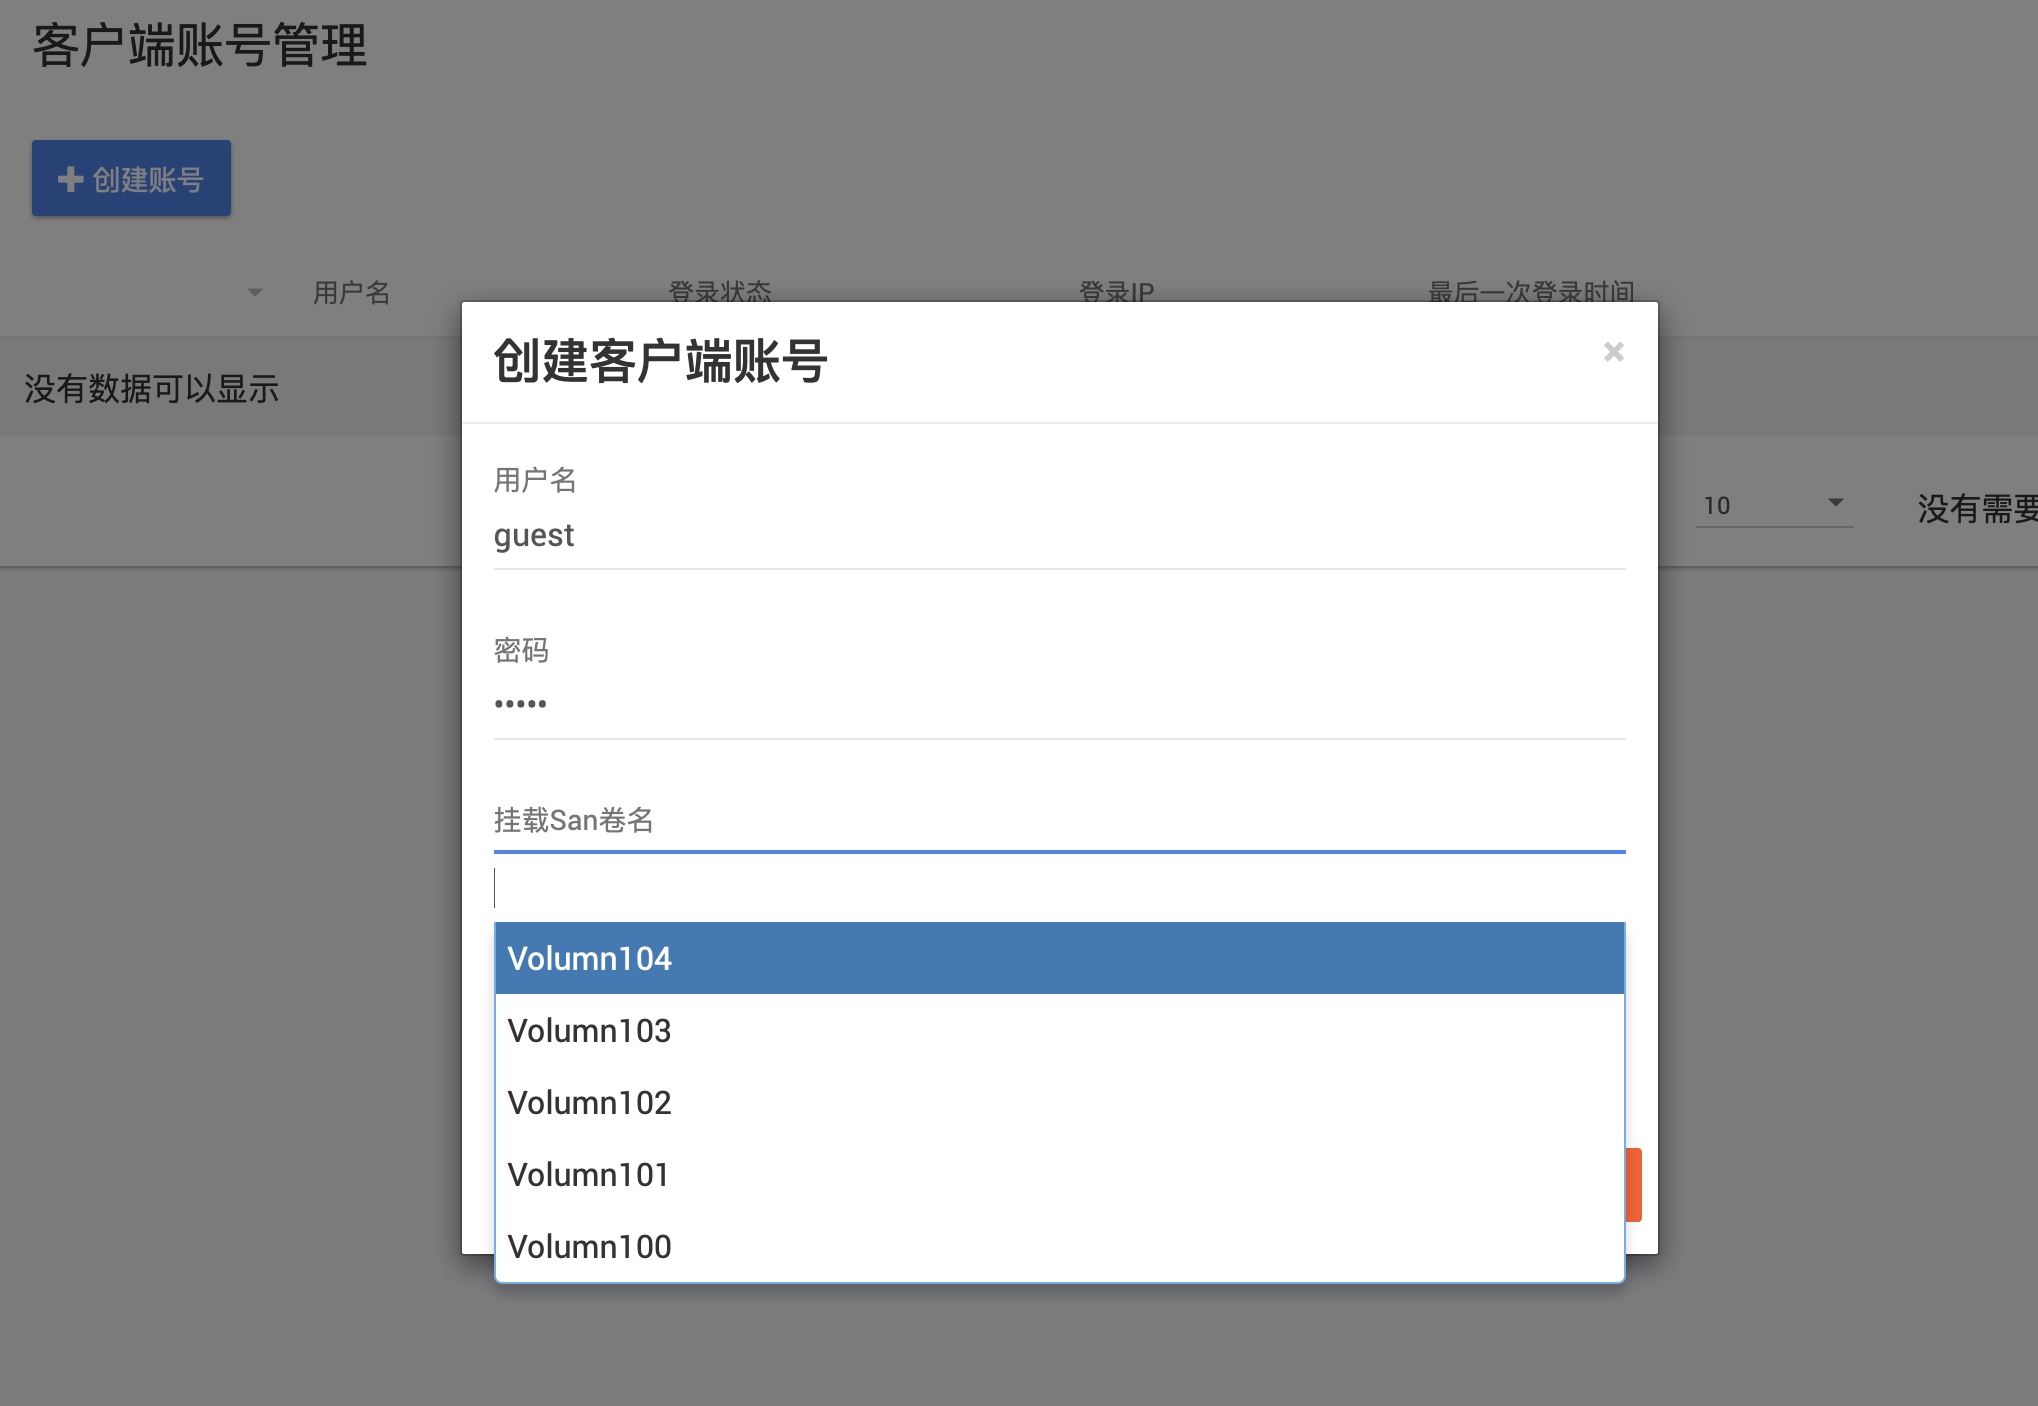 客户端账号管理
创建账号
用户名 登录状态 登录IP 最后一次登录时间
没有数据可以显示
10 没有需要
创建客户端账号
×
用户名
guest
密码
•••••
挂载San卷名
Volumn104
Volumn103
Volumn102
Volumn101
Volumn100